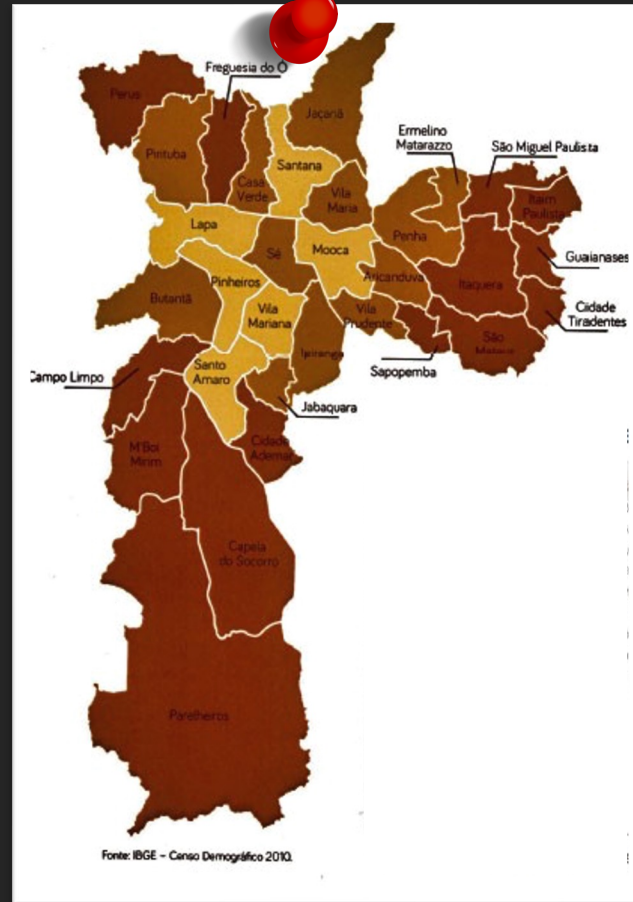 Freguesia do Ó
Perus
Jaçanã
Ermelino
Matarazzo
São Miguel Paulista
Pirituba
Santana
Casa
Verde
Vila
Maria
Itaim
Paulista
Lapa
Penha
Sé
Mooca
Guaianases
Aricanduva
Itaquera
Pinheiros
Butantã
Vila
Mariana
Vila
Prudente
Cidade
Tiradentes
São
Mateus
Ipiranga
Santo
Amaro
Sapopemba
Campo Limpo
Jabaquara
Cidade
Ademar
M'Boi
Mirim
Capela
do Socorro
Parelheiros
Fonte: IBGE – Censo Demográfico 2010.